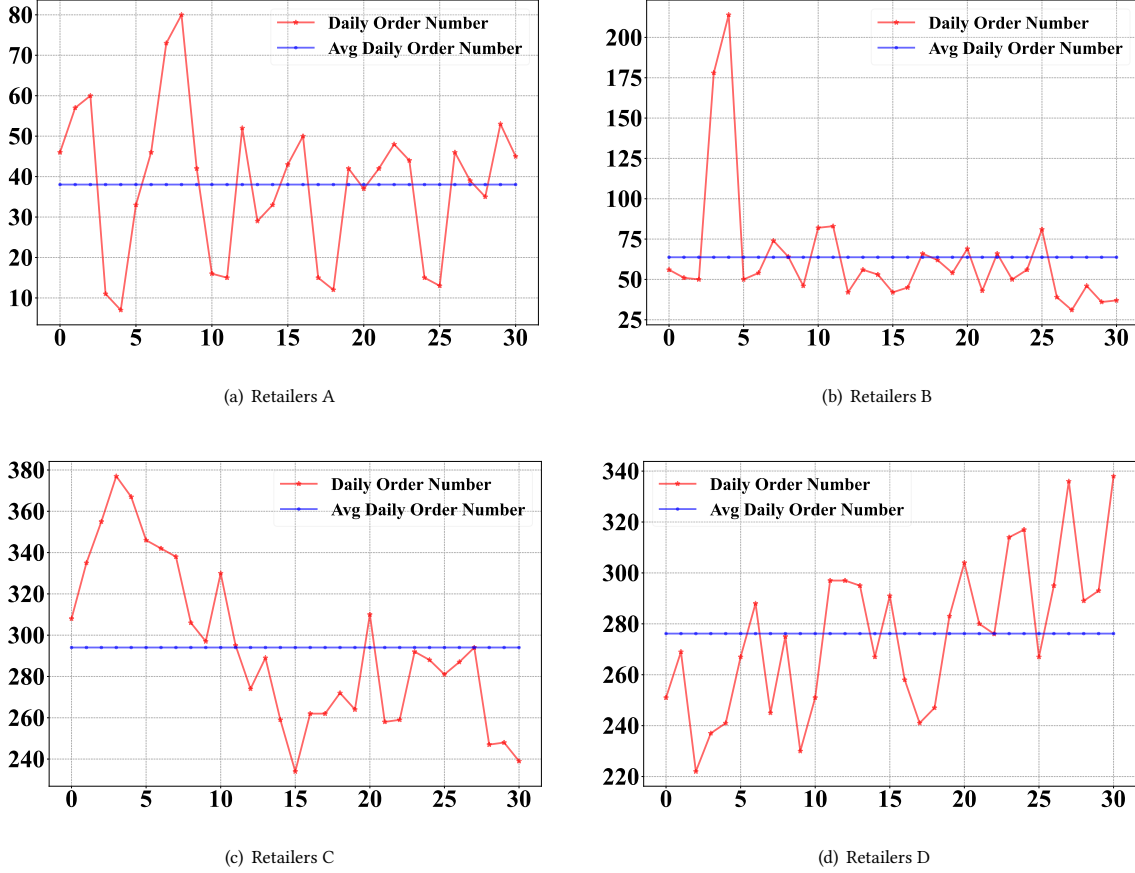 80
70
60
50
40
30
20
10
0 5 10 15 20 25 30
Daily Order Number
Avg Daily Order Number
(a) Retailers A
200
175
150
125
100
75
50
25
0 5 10 15 20 25 30
Daily Order Number
Avg Daily Order Number
(b) Retailers B
380
360
340
320
300
280
260
240
0 5 10 15 20 25 30
Daily Order Number
Avg Daily Order Number
(c) Retailers C
340
320
300
280
260
240
220
0 5 10 15 20 25 30
Daily Order Number
Avg Daily Order Number
(d) Retailers D